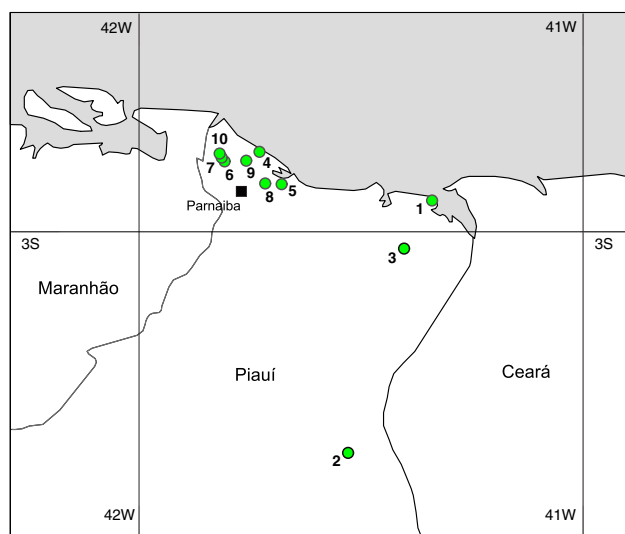 42W 41W
10
4
7 6 9
8 5
Parnaiba
1
3S 3S
3
Maranhão
Piauí Ceará
2
42W 41W